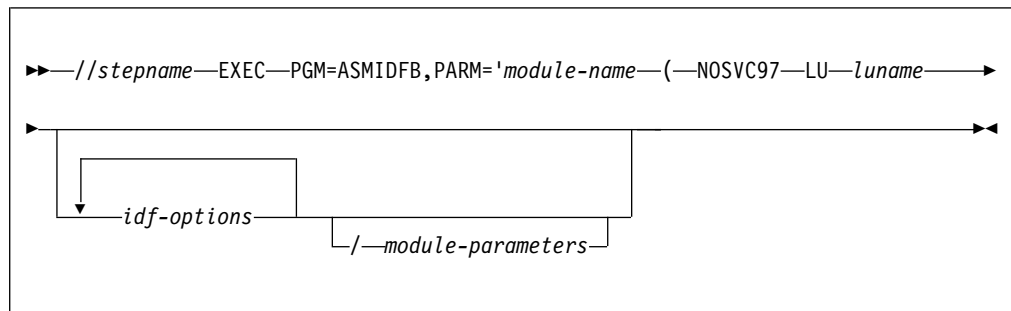 //stepname EXEC PGM=ASMIDFB,PARM='module-name ( NOSVC97 LU luname
idf-options
/ module-parameters